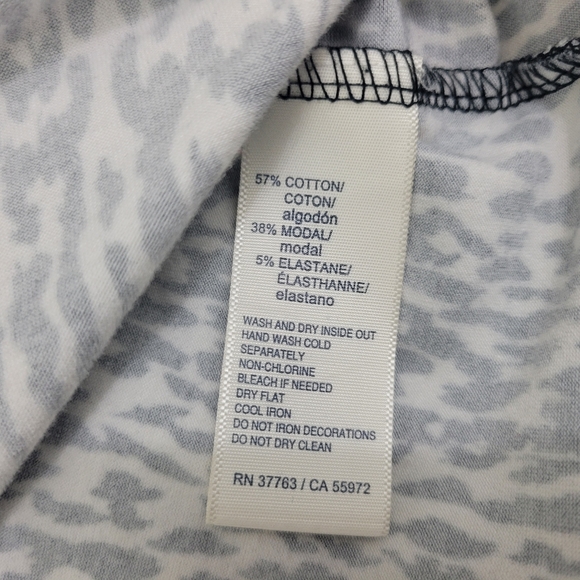 57% COTTON/
COTON/
algodón
38% MODAL/
modal
5% ELASTANE/
ÉLASTHANNE/
elastano
WASH AND DRY INSIDE OUT
HAND WASH COLD
SEPARATELY
NON-CHLORINE
BLEACH IF NEEDED
DRY FLAT
COOL IRON
DO NOT IRON DECORATIONS
DO NOT DRY CLEAN
RN 37763 / CA 55972